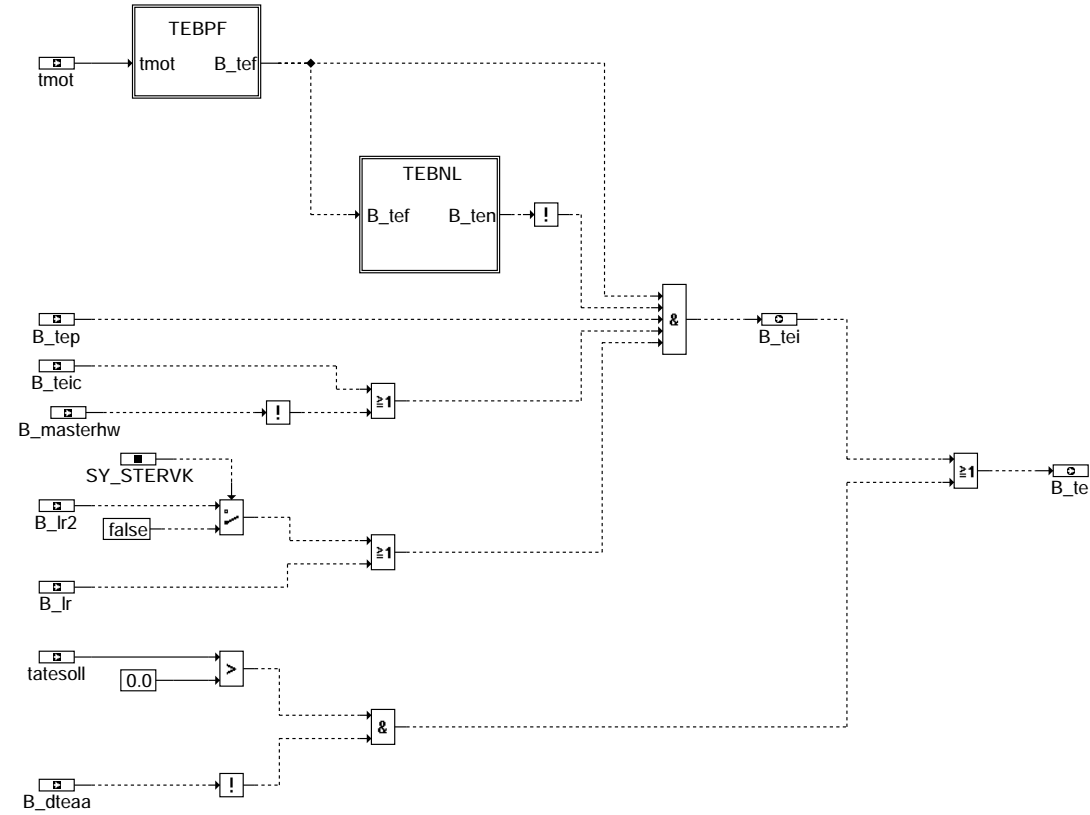 TEBPF
tmot B_tef
tmot
TEBNL
B_tef B_ten
!
B_tep
&
B_tei
B_teic
≥1
!
B_masterhw
SY_STERVK
≥1
B_te
B_lr2
false
≥1
B_lr
tatesoll
>
0.0
&
!
B_dteaa